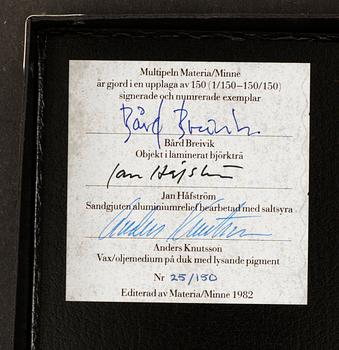 Multipeln Materia/Minne
är gjord i en upplaga av 150 (1/150–150/150)
signerade och numrerade exemplar
Bård Breivik
Bård Breivik
Objekt i laminerat björkträ
Jan Håfström
Jan Håfström
Sandgjuten aluminiumrelief bearbetad med saltsyra
Anders Knutsson
Anders Knutsson
Vax/oljemedium på duk med lysande pigment
Nr 25/150
Editerad av Materia/Minne 1982